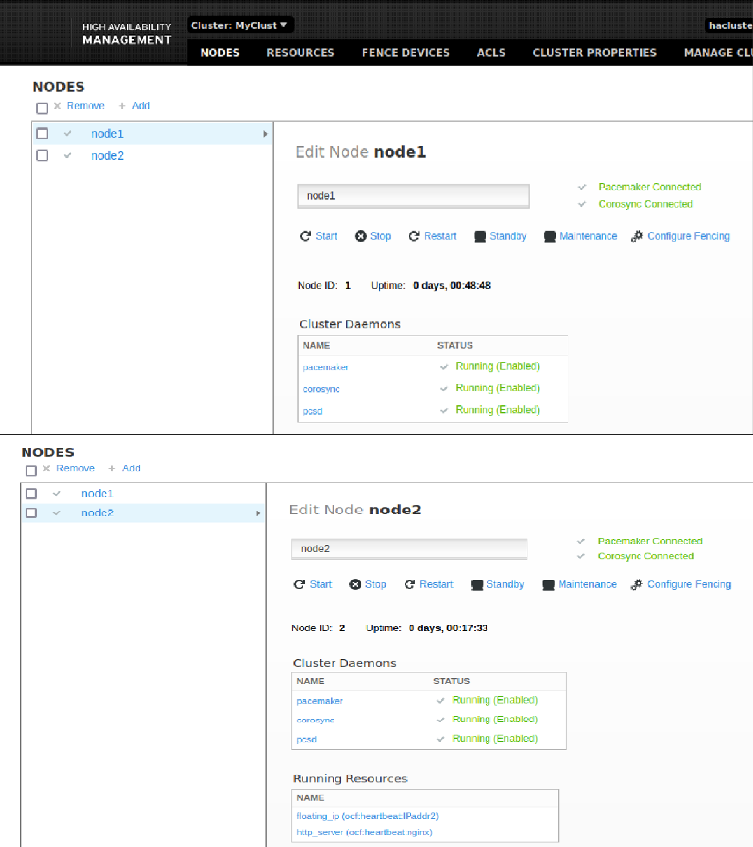 HIGH AVAILABILITY
MANAGEMENT
Cluster: MyClust
hacluster
NODES RESOURCES FENCE DEVICES ACLS CLUSTER PROPERTIES MANAGE CLU
NODES
Remove Add
node1
node2
Edit Node node1
node1
Pacemaker Connected
Corosync Connected
Start Stop Restart Standby Maintenance Configure Fencing
Node ID: 1 Uptime: 0 days, 00:48:48
Cluster Daemons
NAME STATUS
pacemaker Running (Enabled)
corosync Running (Enabled)
pcsd Running (Enabled)
NODES
Remove Add
node1
node2
Edit Node node2
node2
Pacemaker Connected
Corosync Connected
Start Stop Restart Standby Maintenance Configure Fencing
Node ID: 2 Uptime: 0 days, 00:17:33
Cluster Daemons
NAME STATUS
pacemaker Running (Enabled)
corosync Running (Enabled)
pcsd Running (Enabled)
Running Resources
NAME
floating_ip (ocf:heartbeat:IPaddr2)
http_server (ocf:heartbeat:nginx)